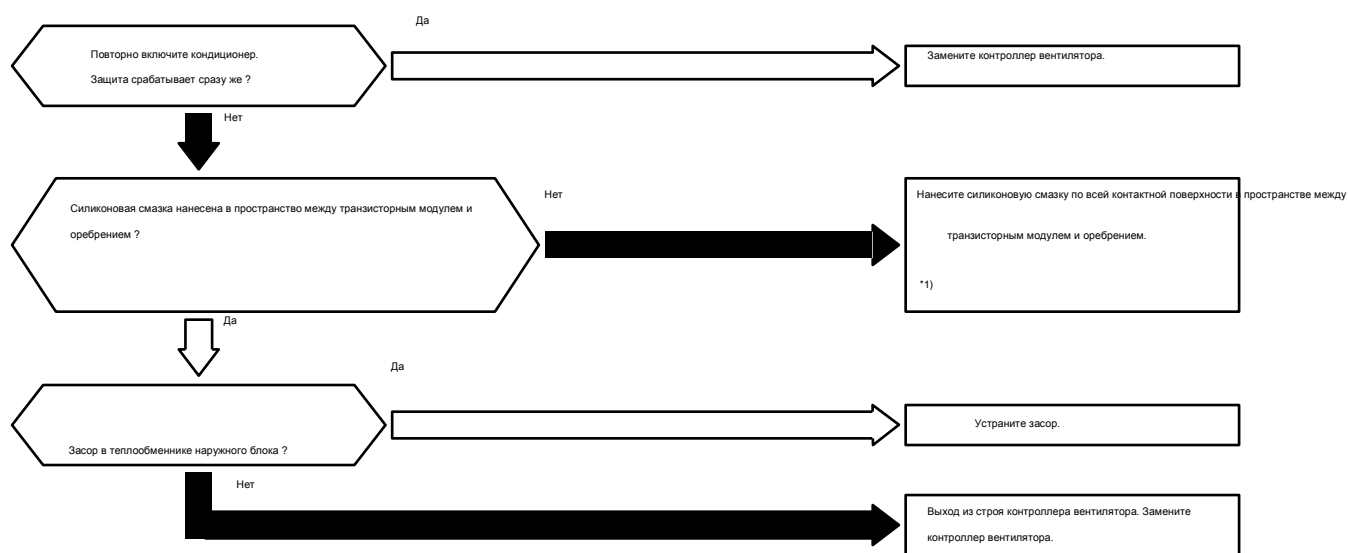 Да
Повторно включите кондиционер.
Защита срабатывает сразу же ?
Замените контроллер вентилятора.
Нет
Силиконовая смазка нанесена в пространство между транзисторным модулем и
оребрением ?
Нет
Нанесите силиконовую смазку по всей контактной поверхности в пространстве между
транзисторным модулем и оребрением.
*1)
Да
Да
Засор в теплообменнике наружного блока ?
Устраните засор.
Нет
Выход из строя контроллера вентилятора. Замените
контроллер вентилятора.